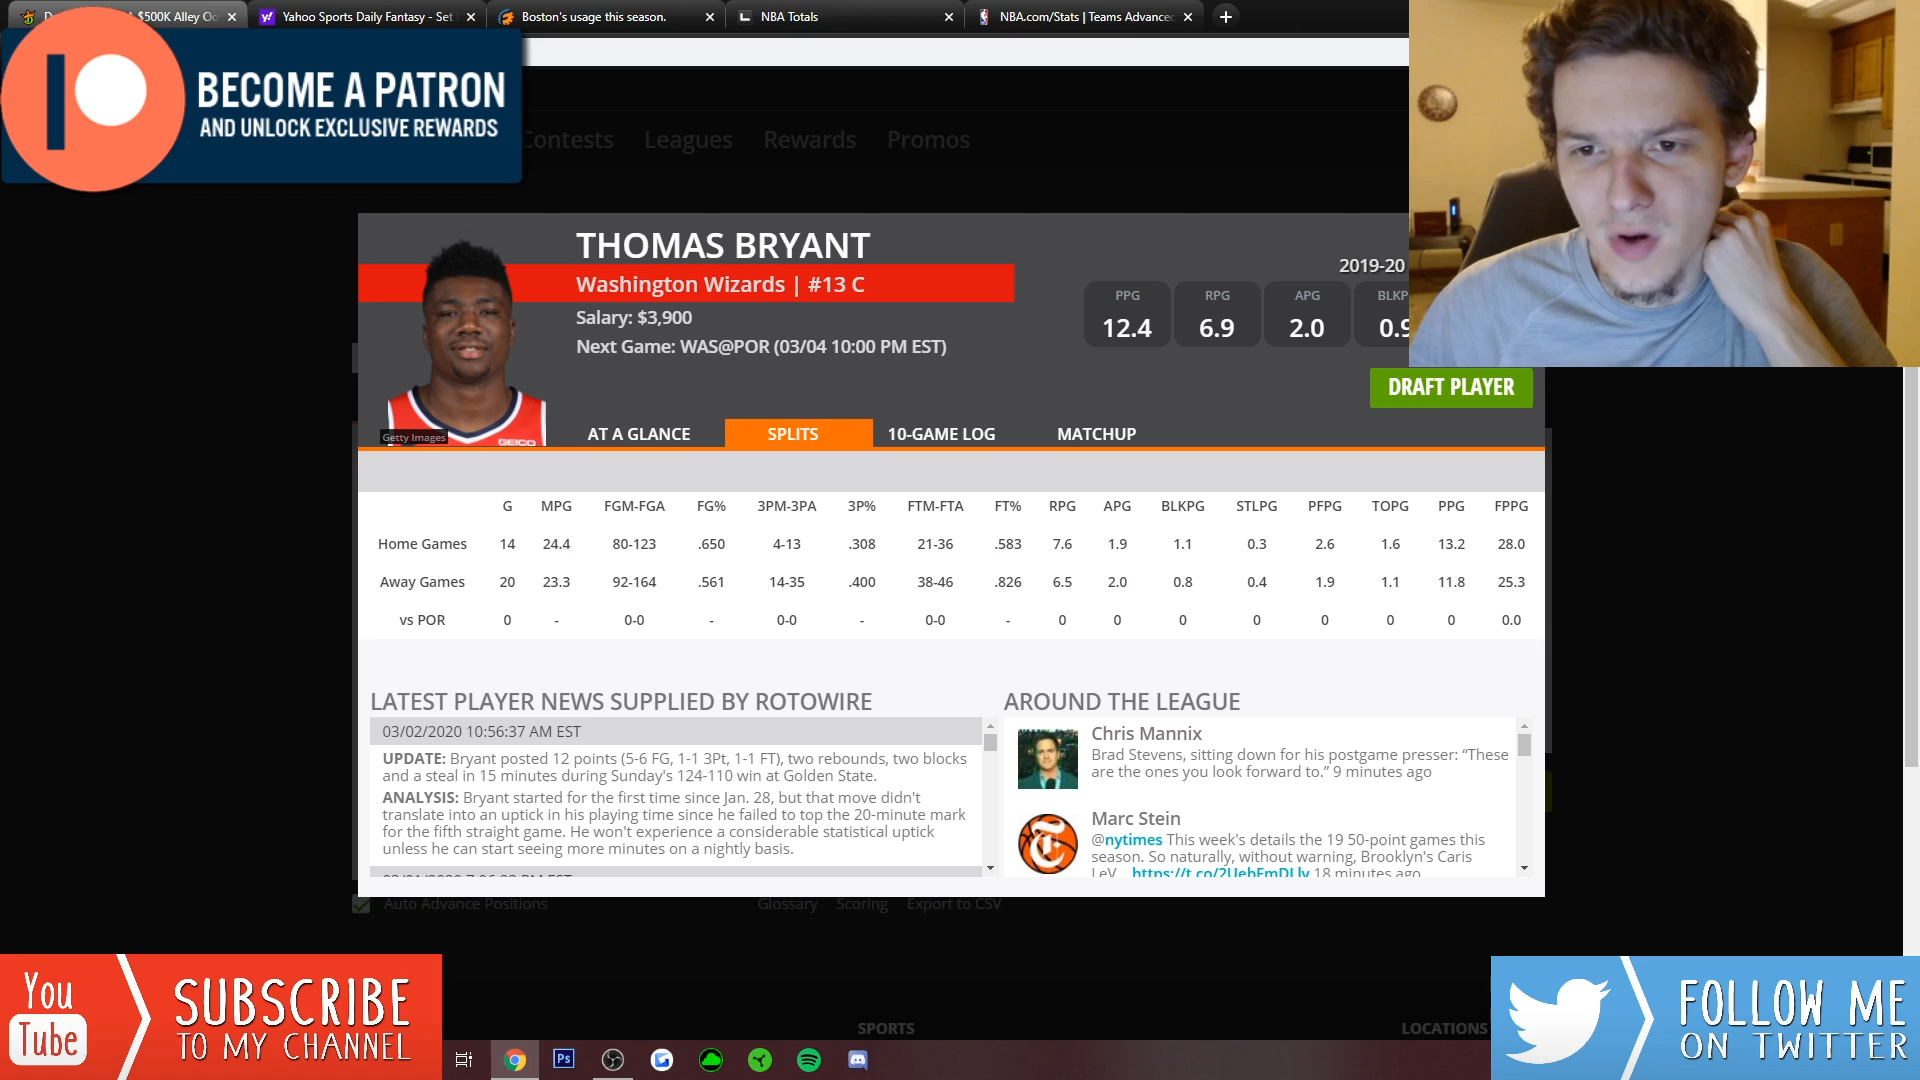 $500K Alley Oo
Yahoo Sports Daily Fantasy - Set
Boston's usage this season.
NBA Totals
NBA.com/Stats | Teams Advanced
BECOME A PATRON
AND UNLOCK EXCLUSIVE REWARDS
Contests Leagues Rewards Promos
THOMAS BRYANT
Washington Wizards | #13 C
Salary: $3,900
Next Game: WAS@POR (03/04 10:00 PM EST)
2019-20
PPG RPG APG BLKP
12.4 6.9 2.0 0.9
DRAFT PLAYER
Getty Images
GEICO
AT A GLANCE SPLITS 10-GAME LOG MATCHUP
G MPG FGM-FGA FG% 3PM-3PA 3P% FTM-FTA FT% RPG APG BLKPG STLPG PFPG TOPG PPG FPPG
Home Games 14 24.4 80-123 .650 4-13 .308 21-36 .583 7.6 1.9 1.1 0.3 2.6 1.6 13.2 28.0
Away Games 20 23.3 92-164 .561 14-35 .400 38-46 .826 6.5 2.0 0.8 0.4 1.9 1.1 11.8 25.3
vs POR 0 - 0-0 - 0-0 - 0-0 - 0 0 0 0 0 0 0 0.0
LATEST PLAYER NEWS SUPPLIED BY ROTOWIRE
03/02/2020 10:56:37 AM EST
UPDATE: Bryant posted 12 points (5-6 FG, 1-1 3Pt, 1-1 FT), two rebounds, two blocks
and a steal in 15 minutes during Sunday's 124-110 win at Golden State.
ANALYSIS: Bryant started for the first time since Jan. 28, but that move didn't
translate into an uptick in his playing time since he failed to top the 20-minute mark
for the fifth straight game. He won't experience a considerable statistical uptick
unless he can start seeing more minutes on a nightly basis.
AROUND THE LEAGUE
Chris Mannix
Brad Stevens, sitting down for his postgame presser: “These
are the ones you look forward to.” 9 minutes ago
Marc Stein
@nytimes This week's details the 19 50-point games this
season. So naturally, without warning, Brooklyn's Caris
LeV... https://t.co/2UebFmDLlv 18 minutes ago
Auto Advance Positions
Glossary Scoring Export to CSV
SPORTS
LOCATIONS
You
Tube
SUBSCRIBE
TO MY CHANNEL
Ps
FOLLOW ME
ON TWITTER